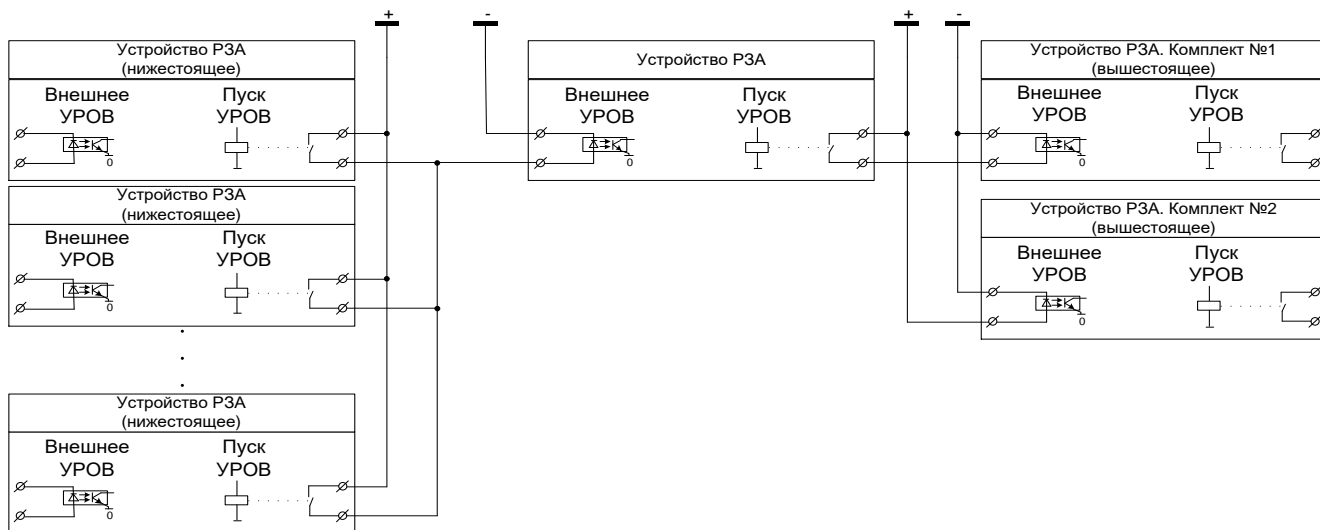 +
-
+
-
Устройство РЗА
(нижестоящее)
Внешнее
УРОВ
Пуск
УРОВ
0
Устройство РЗА
(нижестоящее)
Внешнее
УРОВ
Пуск
УРОВ
0
.
.
.
Устройство РЗА
(нижестоящее)
Внешнее
УРОВ
Пуск
УРОВ
0
Устройство РЗА
Внешнее
УРОВ
Пуск
УРОВ
0
Устройство РЗА. Комплект №1
(вышестоящее)
Внешнее
УРОВ
Пуск
УРОВ
0
Устройство РЗА. Комплект №2
(вышестоящее)
Внешнее
УРОВ
Пуск
УРОВ
0